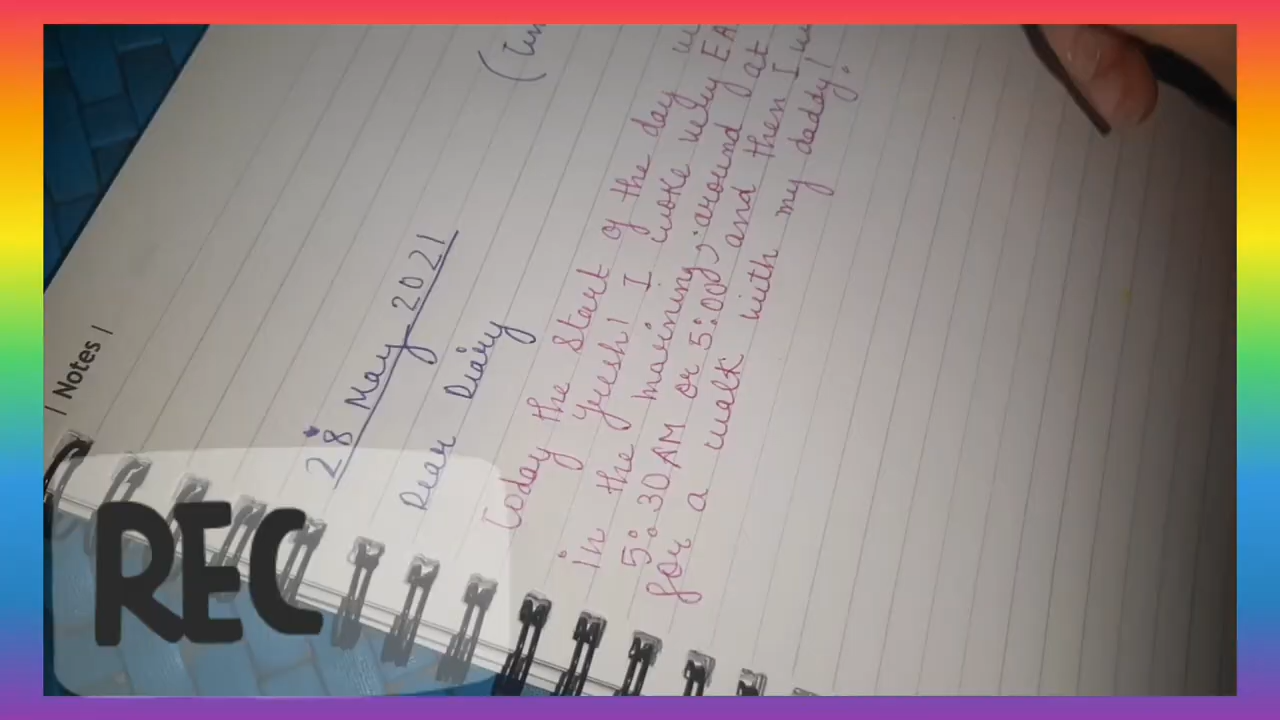 | Notes |
28 May 2021
Dear Diary
Today the Start of the day
in yush! I woke very EA
the morning, around at
5:30 AM or 5:00 and then I
for a walk with my daddy!
REC